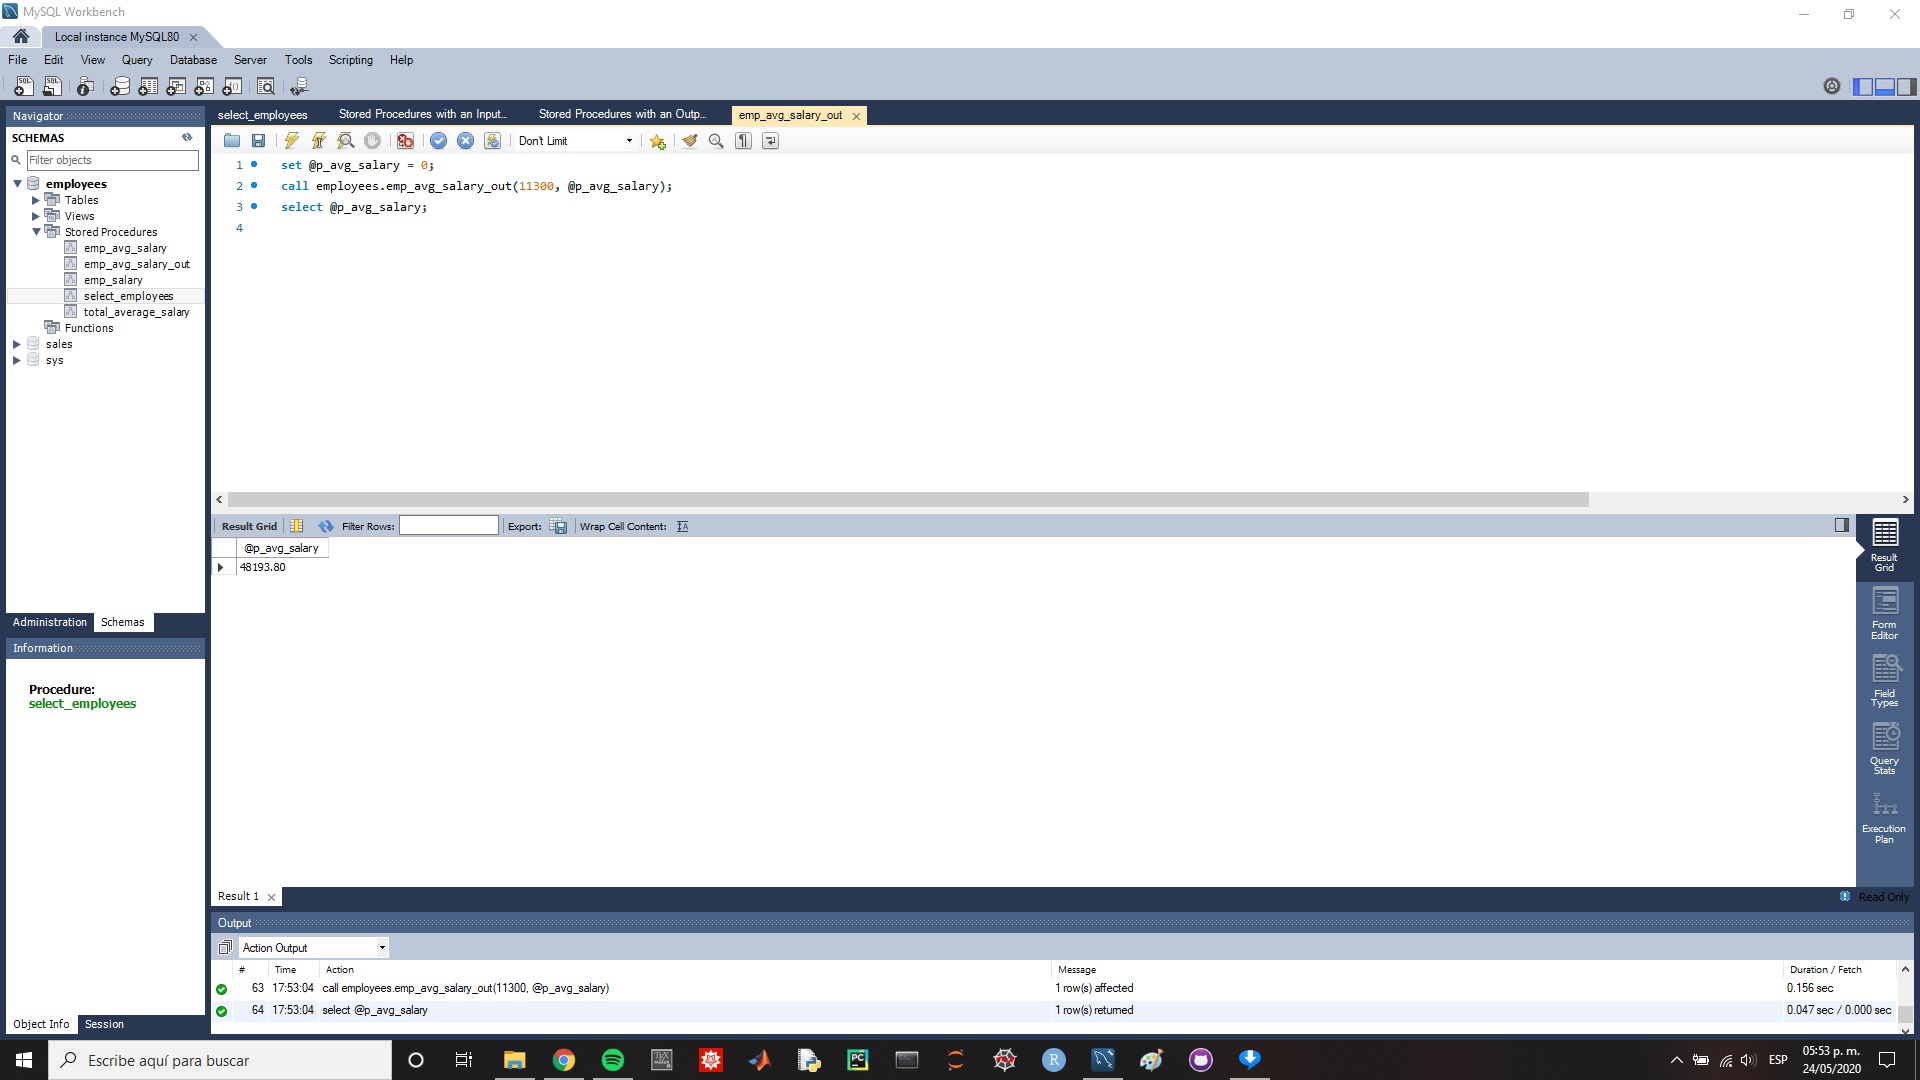 MySQL Workbench
Local instance MySQL80
File Edit View Query Database Server Tools Scripting Help
Navigator
SCHEMAS
Filter objects
employees
Tables
Views
Stored Procedures
emp_avg_salary
emp_avg_salary_out
emp_salary
select_employees
total_average_salary
Functions
sales
sys
Administration Schemas
Information
Procedure:
select_employees
Object Info Session
select_employees Stored Procedures with an Input... Stored Procedures with an Outp... emp_avg_salary_out
Don't Limit
1 set @p_avg_salary = 0;
2 call employees.emp_avg_salary_out(11300, @p_avg_salary);
3 select @p_avg_salary;
4
Result Grid Filter Rows: Export: Wrap Cell Content:
@p_avg_salary
48193.80
Result
Grid
Form
Editor
Field
Types
Query
Stats
Execution
Plan
Result 1
Read Only
Output
Action Output
# Time Action Message Duration / Fetch
63 17:53:04 call employees.emp_avg_salary_out(11300, @p_avg_salary) 1 row(s) affected 0.156 sec
64 17:53:04 select @p_avg_salary 1 row(s) returned 0.047 sec / 0.000 sec
Escribe aquí para buscar
ESP
05:53 p. m.
24/05/2020